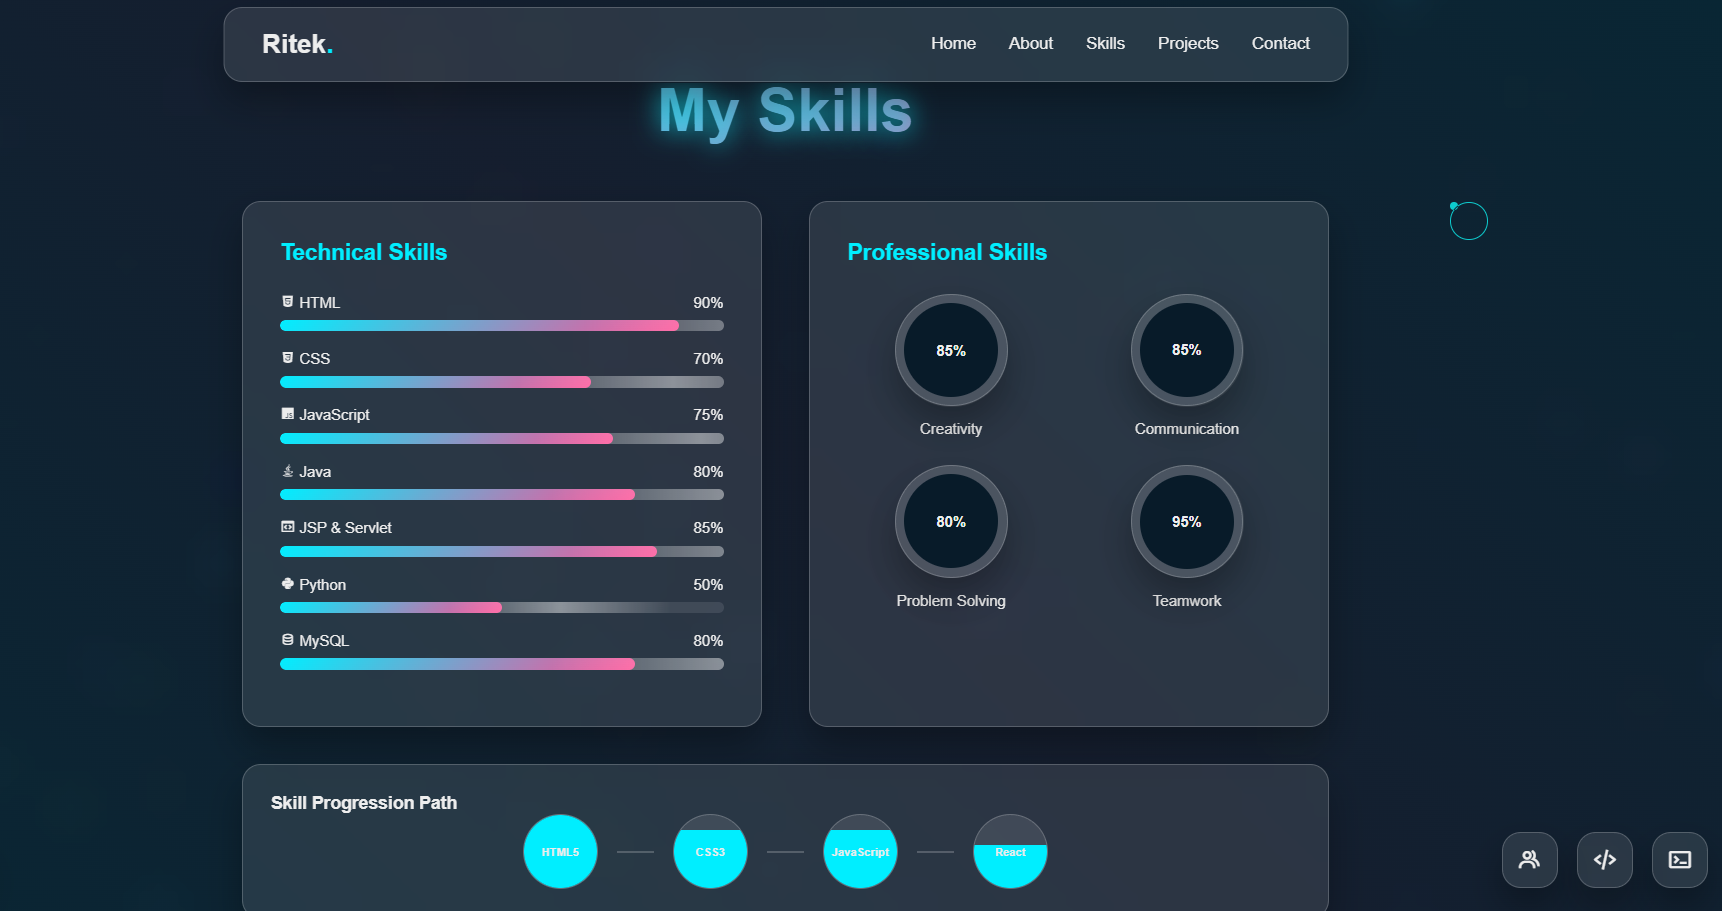 Ritek.
Home About Skills Projects Contact
My Skills
Technical Skills
HTML 90%
CSS 70%
JavaScript 75%
Java 80%
JSP & Servlet 85%
Python 50%
MySQL 80%
Professional Skills
85% 85%
Creativity Communication
80% 95%
Problem Solving Teamwork
Skill Progression Path
HTML5 CSS3 JavaScript React